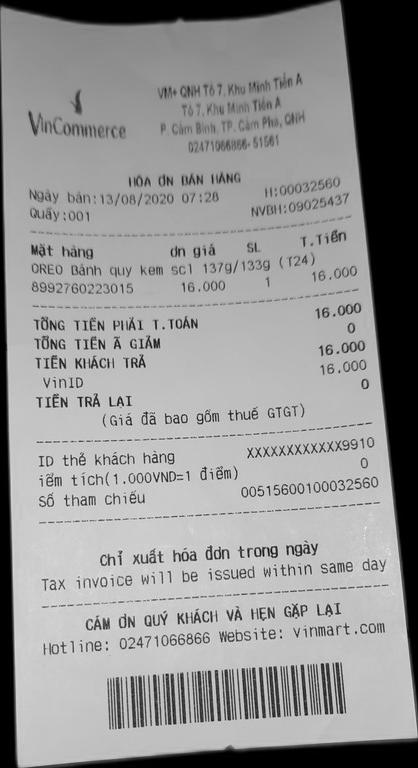 VinCommerce
VM+ QNH Tổ 7, Khu Minh Tiến A
Tổ 7, Khu Minh Tiến A
P. Cẩm Bình, TP. Cẩm Phả, QNH
02471066866-51561
HÓA ƠN BÁN HÀNG
Ngày bán:13/08/2020 07:28 H:00032560
Quầy:001 NVBH:09025437
Mặt hàng ơn giá SL T.Tiền
OREO Bánh quy kem scl 137g/133g (T24)
8992760223015 16.000 1 16.000
TỔNG TIỀN PHẢI T.TOÁN 16.000
TỔNG TIỀN Ã GIẢM 0
TIỀN KHÁCH TRẢ 16.000
VinID 16.000
TIỀN TRẢ LẠI 0
(Giá đã bao gồm thuế GTGT)
ID thẻ khách hàng XXXXXXXXXXXX9910
iểm tích(1.000VND=1 điểm) 0
Số tham chiếu 00515600100032560
Chỉ xuất hóa đơn trong ngày
Tax invoice will be issued within same day
CẢM ƠN QUÝ KHÁCH VÀ HẸN GẶP LẠI
Hotline: 02471066866 Website: vinmart.com